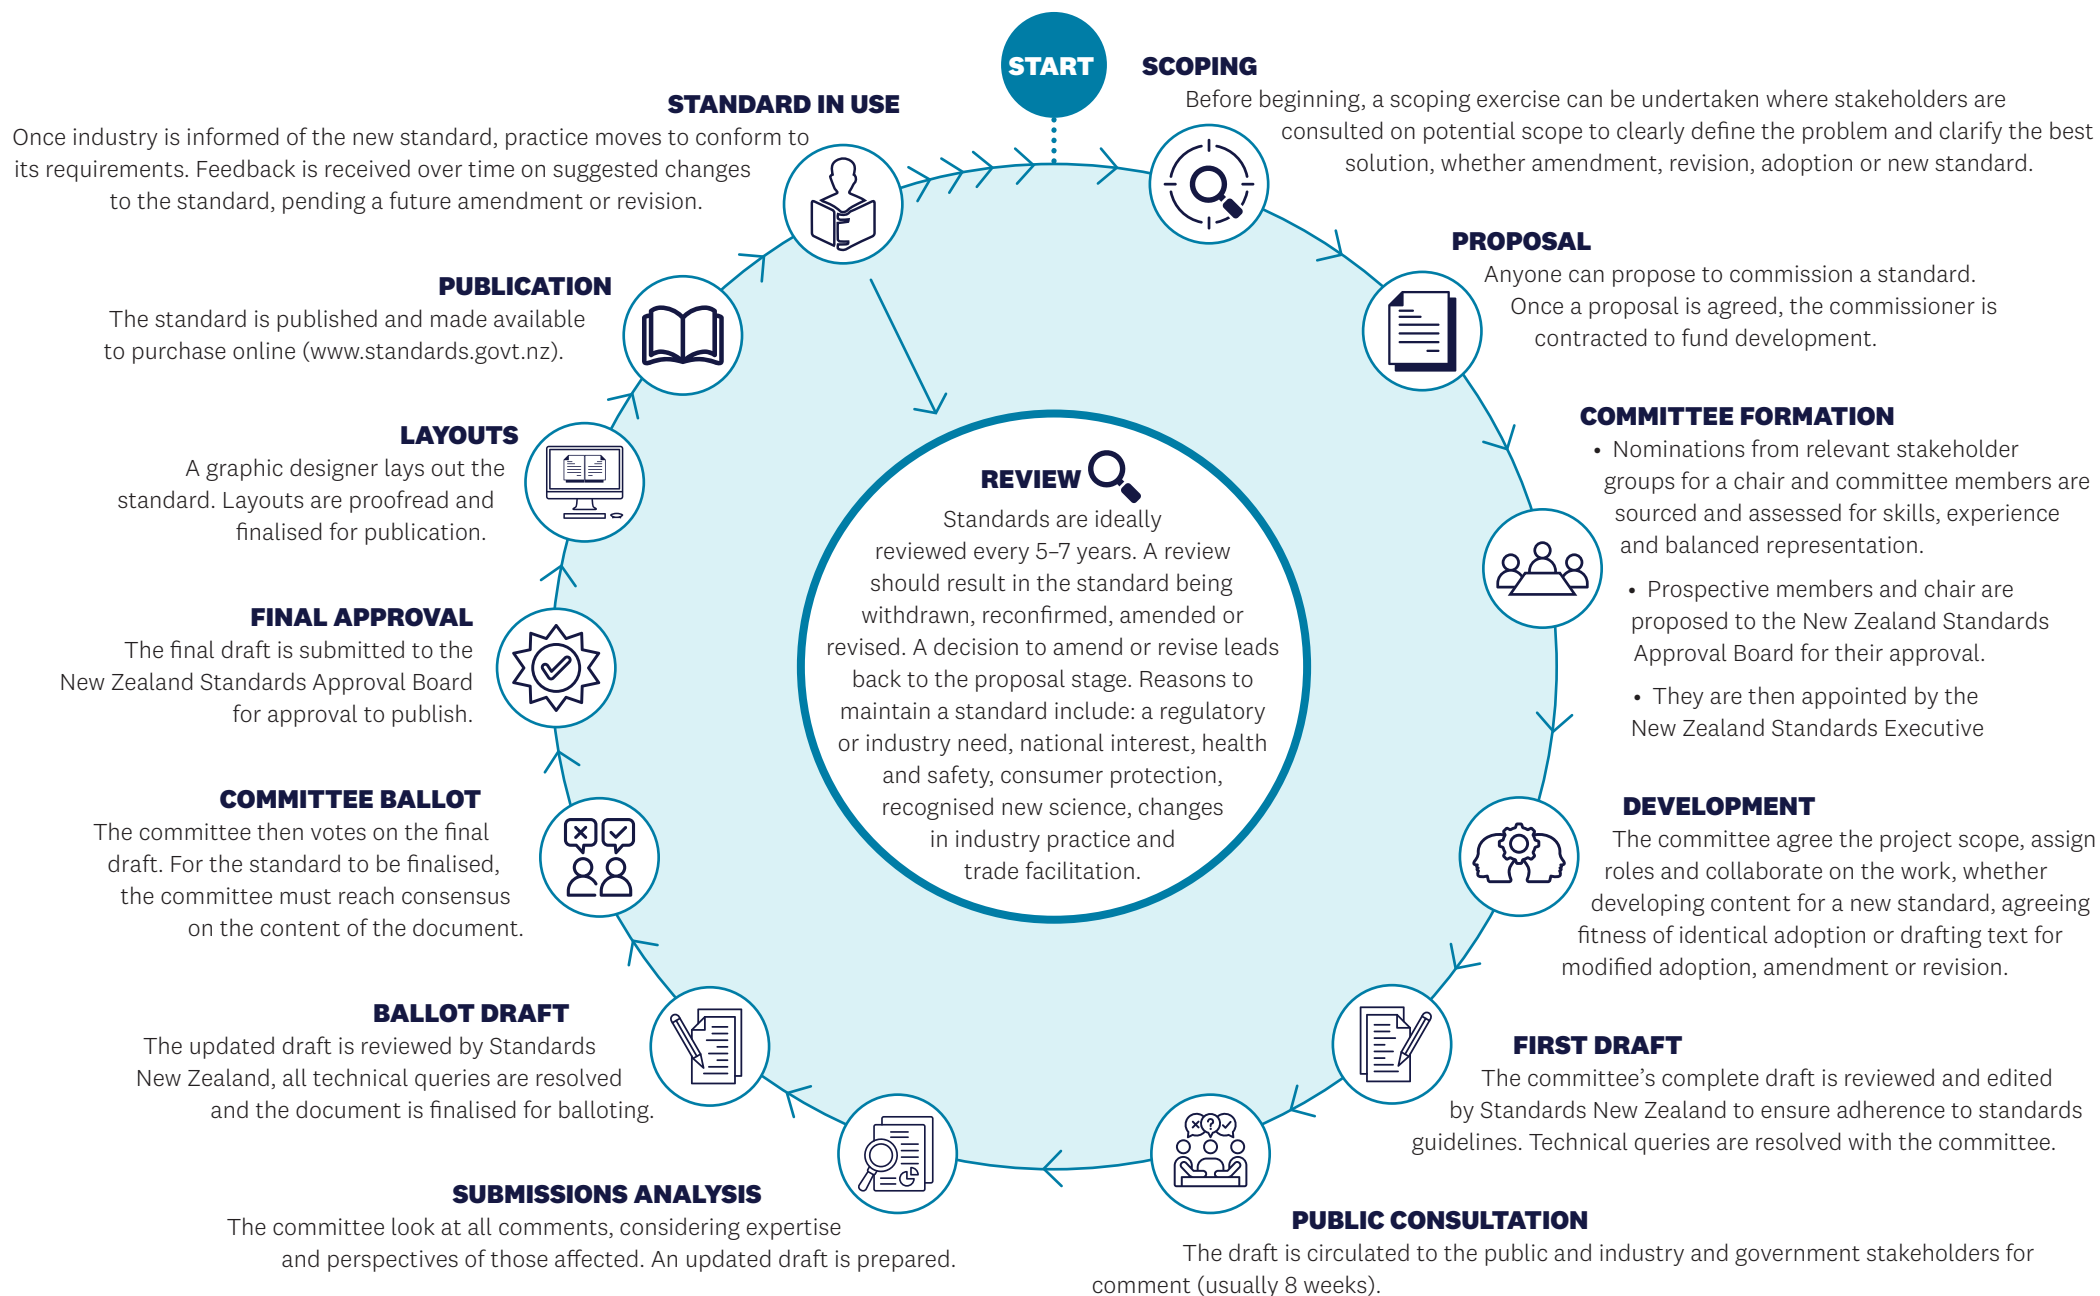 START
SCOPING
Before beginning, a scoping exercise can be undertaken where stakeholders are
consulted on potential scope to clearly define the problem and clarify the best
solution, whether amendment, revision, adoption or new standard.
PROPOSAL
Anyone can propose to commission a standard.
Once a proposal is agreed, the commissioner is
contracted to fund development.
COMMITTEE FORMATION
• Nominations from relevant stakeholder
groups for a chair and committee members are
sourced and assessed for skills, experience
and balanced representation.
• Prospective members and chair are
proposed to the New Zealand Standards
Approval Board for their approval.
• They are then appointed by the
New Zealand Standards Executive
DEVELOPMENT
The committee agree the project scope, assign
roles and collaborate on the work, whether
developing content for a new standard, agreeing
fitness of identical adoption or drafting text for
modified adoption, amendment or revision.
FIRST DRAFT
The committee’s complete draft is reviewed and edited
by Standards New Zealand to ensure adherence to standards
guidelines. Technical queries are resolved with the committee.
PUBLIC CONSULTATION
The draft is circulated to the public and industry and government stakeholders for
comment (usually 8 weeks).
SUBMISSIONS ANALYSIS
The committee look at all comments, considering expertise
and perspectives of those affected. An updated draft is prepared.
BALLOT DRAFT
The updated draft is reviewed by Standards
New Zealand, all technical queries are resolved
and the document is finalised for balloting.
COMMITTEE BALLOT
The committee then votes on the final
draft. For the standard to be finalised,
the committee must reach consensus
on the content of the document.
FINAL APPROVAL
The final draft is submitted to the
New Zealand Standards Approval Board
for approval to publish.
LAYOUTS
A graphic designer lays out the
standard. Layouts are proofread and
finalised for publication.
PUBLICATION
The standard is published and made available
to purchase online (www.standards.govt.nz).
STANDARD IN USE
Once industry is informed of the new standard, practice moves to conform to
its requirements. Feedback is received over time on suggested changes
to the standard, pending a future amendment or revision.
REVIEW
Standards are ideally
reviewed every 5–7 years. A review
should result in the standard being
withdrawn, reconfirmed, amended or
revised. A decision to amend or revise leads
back to the proposal stage. Reasons to
maintain a standard include: a regulatory
or industry need, national interest, health
and safety, consumer protection,
recognised new science, changes
in industry practice and
trade facilitation.